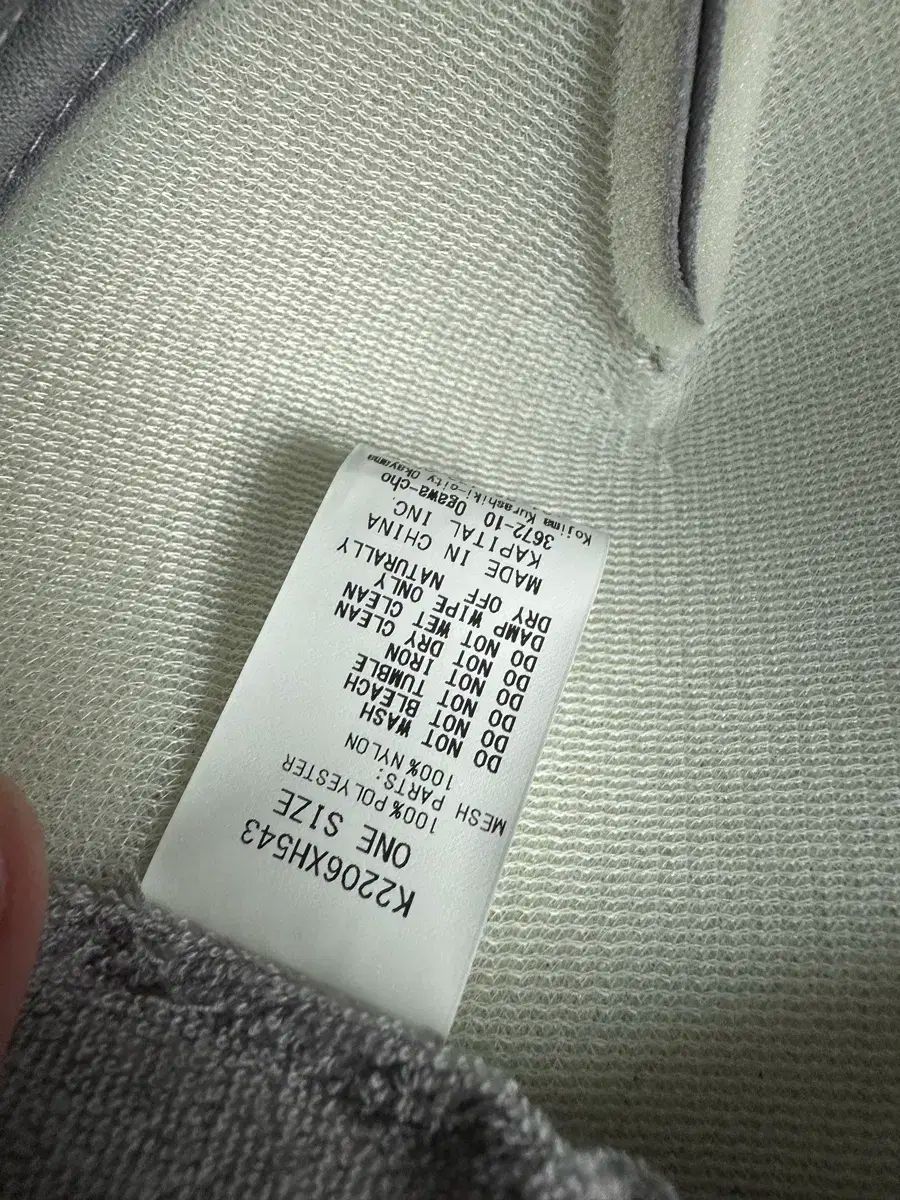 K2206XH543
ONE SIZE
100% POLYESTER
MESH PARTS:
100% NYLON
DO NOT WASH
DO NOT BLEACH
DO NOT TUMBLE
DO NOT IRON
DO NOT DRY CLEAN
DO NOT WET CLEAN
DAMP WIPE ONLY
DRY OFF NATURALLY
MADE IN CHINA
KAPITAL INC.
3672-10 Ogawa-cho
Kojima Kurashiki-city Okayama